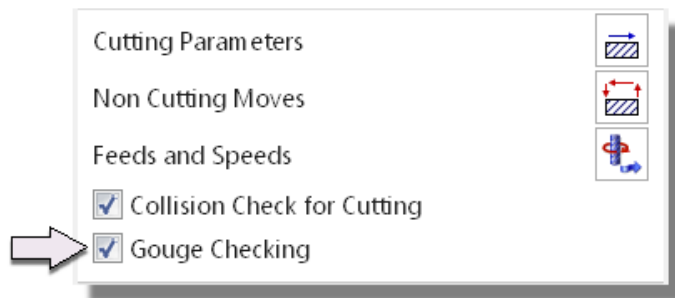 Cutting Parameters
Non Cutting Moves
Feeds and Speeds
Collision Check for Cutting
Gouge Checking